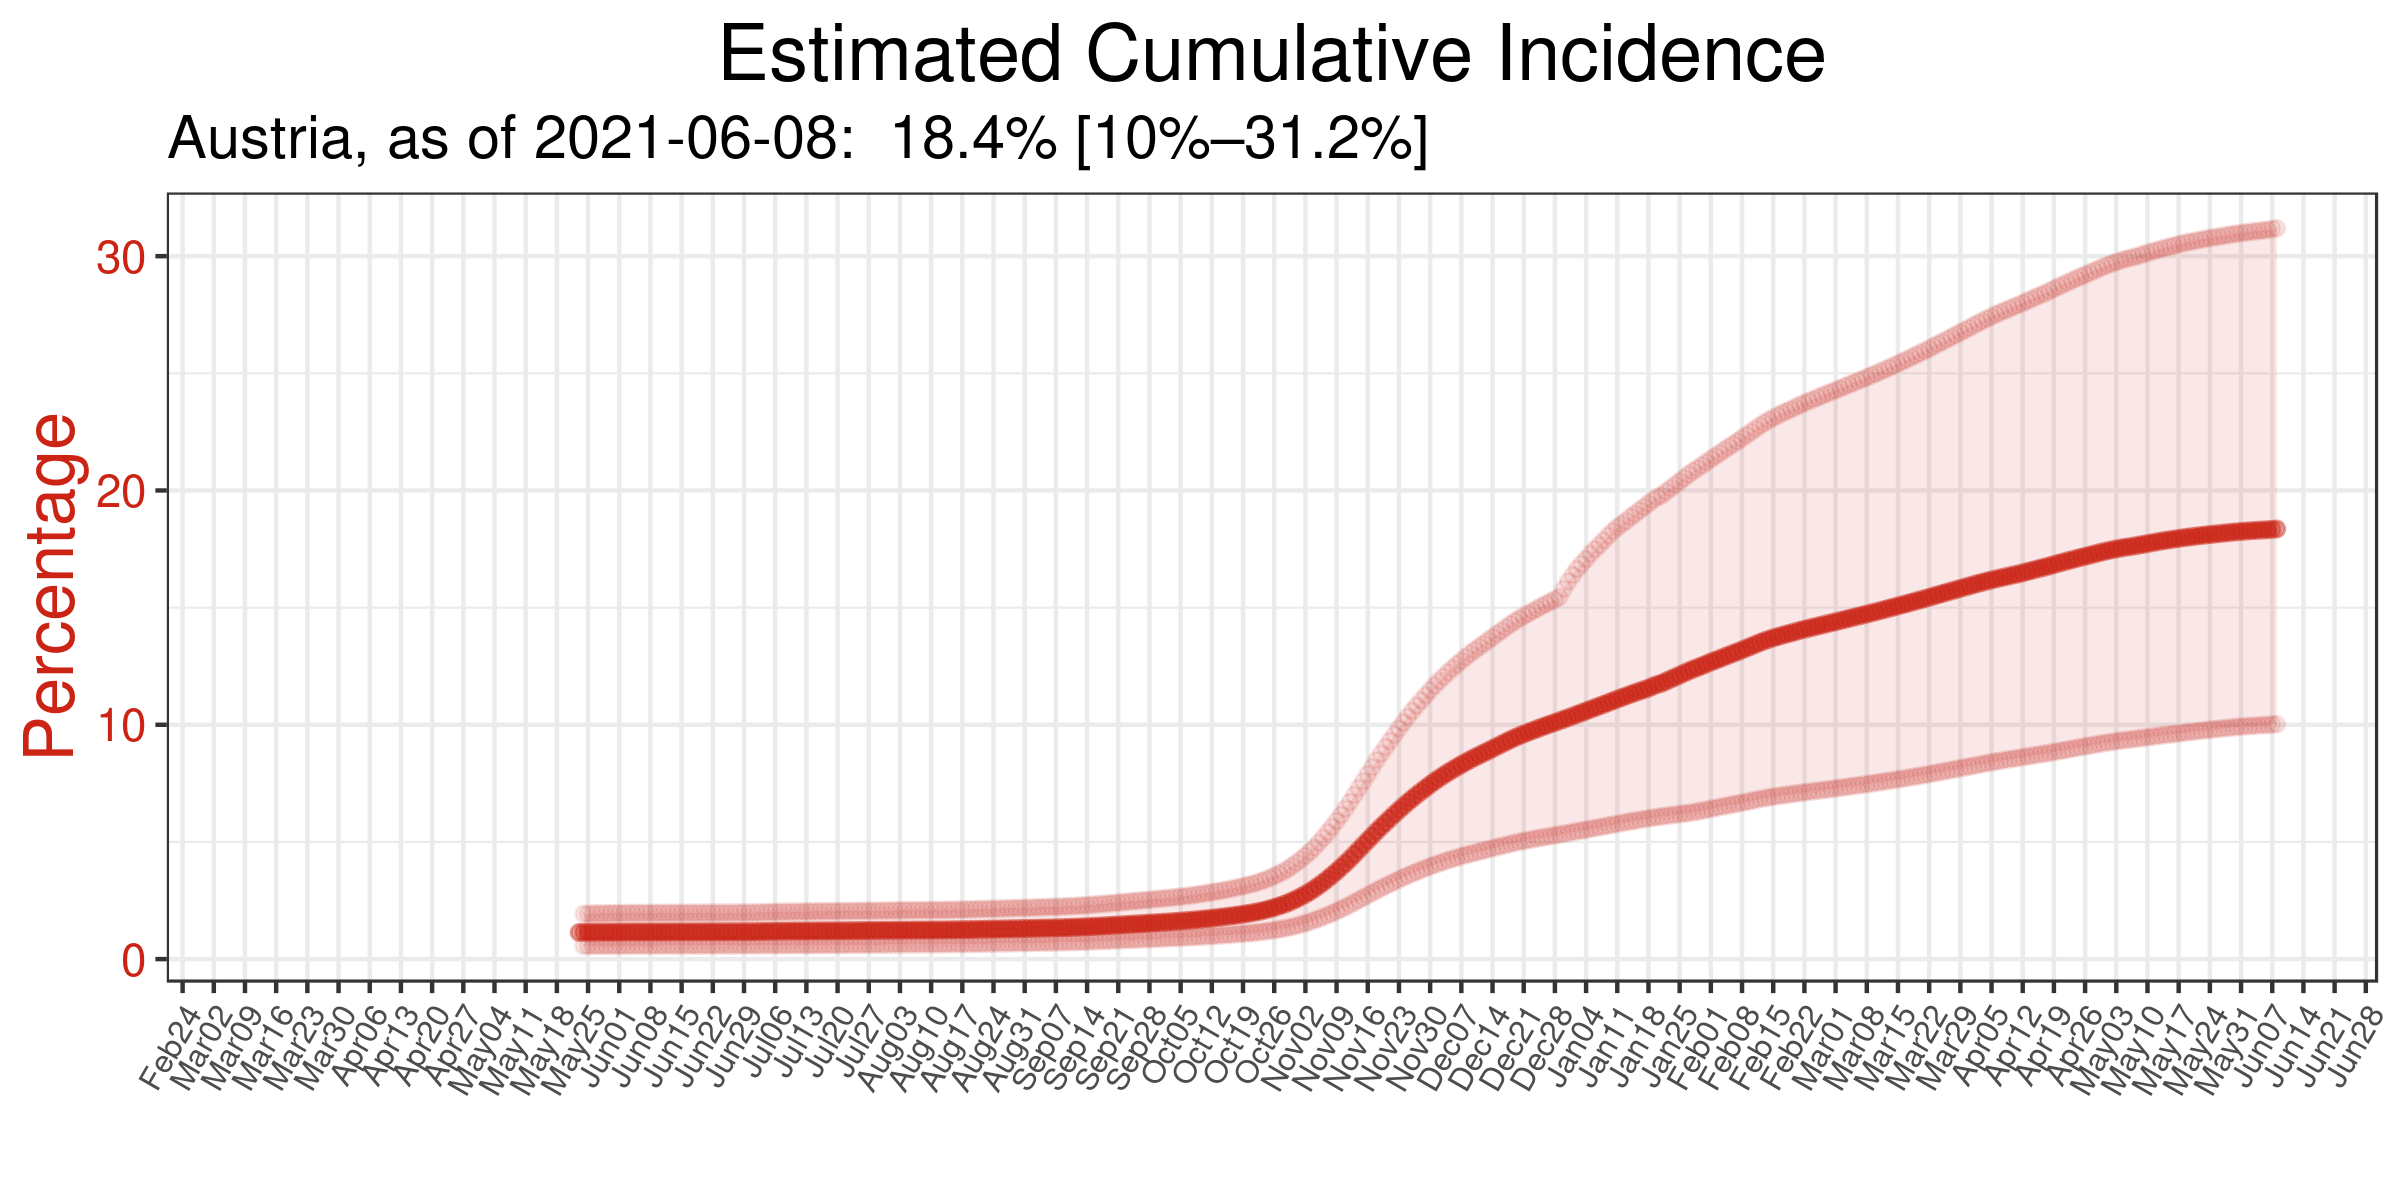 Estimated Cumulative Incidence
Austria, as of 2021-06-08:  18.4% [10%–31.2%]
Percentage
30
20
10
0
Feb24
Mar02
Mar09
Mar16
Mar23
Mar30
Apr06
Apr13
Apr20
Apr27
May04
May11
May18
May25
Jun01
Jun08
Jun15
Jun22
Jun29
Jul06
Jul13
Jul20
Jul27
Aug03
Aug10
Aug17
Aug24
Aug31
Sep07
Sep14
Sep21
Sep28
Oct05
Oct12
Oct19
Oct26
Nov02
Nov09
Nov16
Nov23
Nov30
Dec07
Dec14
Dec21
Dec28
Jan04
Jan11
Jan18
Jan25
Feb01
Feb08
Feb15
Feb22
Mar01
Mar08
Mar15
Mar22
Mar29
Apr05
Apr12
Apr19
Apr26
May03
May10
May17
May24
May31
Jun07
Jun14
Jun21
Jun28